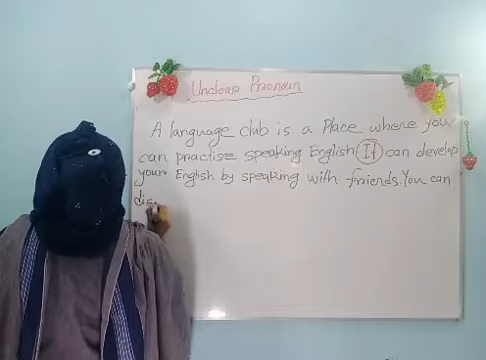 Unclear Pronoun
A language club is a Place where you
can practise speaking English It can develop
your English by speaking with friends. You can
dis